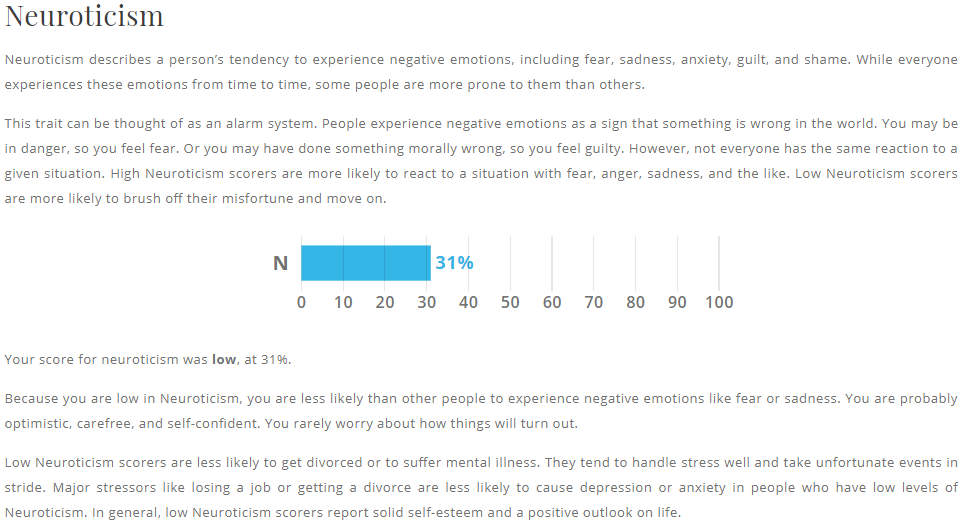 Neuroticism
Neuroticism describes a person's tendency to experience negative emotions, including fear, sadness, anxiety, guilt, and shame. While everyone
experiences these emotions from time to time, some people are more prone to them than others.
This trait can be thought of as an alarm system. People experience negative emotions as a sign that something is wrong in the world. You may be
in danger, so you feel fear. Or you may have done something morally wrong, so you feel guilty. However, not everyone has the same reaction to a
given situation. High Neuroticism scorers are more likely to react to a situation with fear, anger, sadness, and the like. Low Neuroticism scorers
are more likely to brush off their misfortune and move on.
N 31%
0 10 20 30 40 50 60 70 80 90 100
Your score for neuroticism was low, at 31%.
Because you are low in Neuroticism, you are less likely than other people to experience negative emotions like fear or sadness. You are probably
optimistic, carefree, and self-confident. You rarely worry about how things will turn out.
Low Neuroticism scorers are less likely to get divorced or to suffer mental illness. They tend to handle stress well and take unfortunate events in
stride. Major stressors like losing a job or getting a divorce are less likely to cause depression or anxiety in people who have low levels of
Neuroticism. In general, low Neuroticism scorers report solid self-esteem and a positive outlook on life.